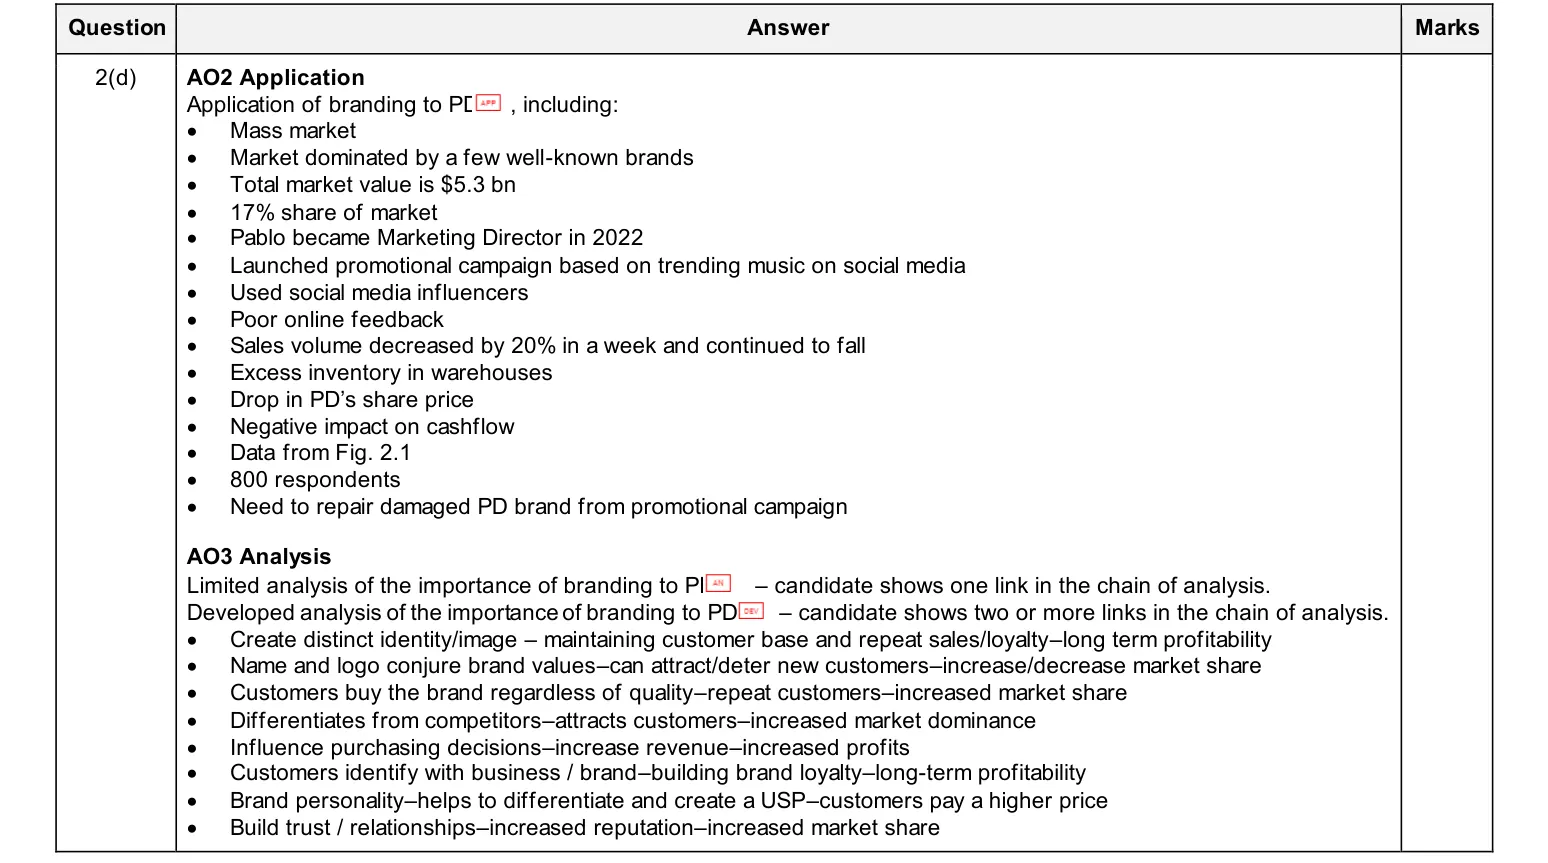 Question Answer Marks
2(d)
AO2 Application
Application of branding to PD APP , including:
• Mass market
• Market dominated by a few well-known brands
• Total market value is $5.3 bn
• 17% share of market
• Pablo became Marketing Director in 2022
• Launched promotional campaign based on trending music on social media
• Used social media influencers
• Poor online feedback
• Sales volume decreased by 20% in a week and continued to fall
• Excess inventory in warehouses
• Drop in PD’s share price
• Negative impact on cashflow
• Data from Fig. 2.1
• 800 respondents
• Need to repair damaged PD brand from promotional campaign
AO3 Analysis
Limited analysis of the importance of branding to PD AN – candidate shows one link in the chain of analysis.
Developed analysis of the importance of branding to PD DEV – candidate shows two or more links in the chain of analysis.
• Create distinct identity/image – maintaining customer base and repeat sales/loyalty–long term profitability
• Name and logo conjure brand values–can attract/deter new customers–increase/decrease market share
• Customers buy the brand regardless of quality–repeat customers–increased market share
• Differentiates from competitors–attracts customers–increased market dominance
• Influence purchasing decisions–increase revenue–increased profits
• Customers identify with business / brand–building brand loyalty–long-term profitability
• Brand personality–helps to differentiate and create a USP–customers pay a higher price
• Build trust / relationships–increased reputation–increased market share